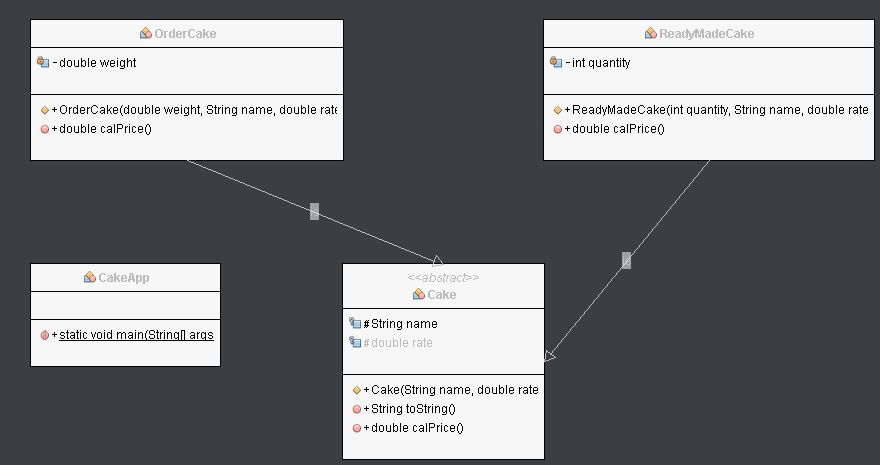 OrderCake
- double weight
+ OrderCake(double weight, String name, double rate
+ double calPrice()
ReadyMadeCake
- int quantity
+ ReadyMadeCake(int quantity, String name, double rate
+ double calPrice()
CakeApp
+ static void main(String[] args
<<abstract>>
Cake
# String name
# double rate
+ Cake(String name, double rate
+ String toString()
+ double calPrice()